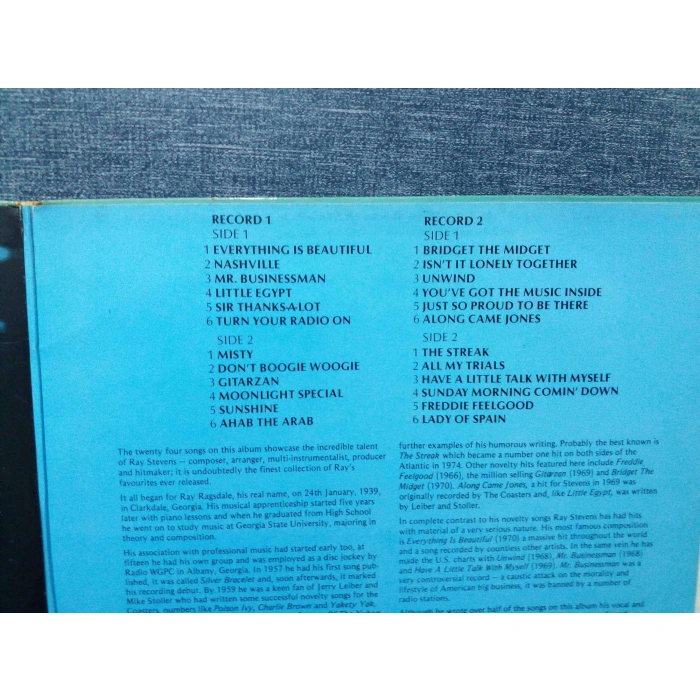 RECORD 1
SIDE 1
1 EVERYTHING IS BEAUTIFUL
2 NASHVILLE
3 MR. BUSINESSMAN
4 LITTLE EGYPT
5 SIR THANKS-A-LOT
6 TURN YOUR RADIO ON
SIDE 2
1 MISTY
2 DON'T BOOGIE WOOGIE
3 GITARZAN
4 MOONLIGHT SPECIAL
5 SUNSHINE
6 AHAB THE ARAB
RECORD 2
SIDE 1
1 BRIDGET THE MIDGET
2 ISN'T IT LONELY TOGETHER
3 UNWIND
4 YOU'VE GOT THE MUSIC INSIDE
5 JUST SO PROUD TO BE THERE
6 ALONG CAME JONES
SIDE 2
1 THE STREAK
2 ALL MY TRIALS
3 HAVE A LITTLE TALK WITH MYSELF
4 SUNDAY MORNING COMIN' DOWN
5 FREDDIE FEELGOOD
6 LADY OF SPAIN
The twenty four songs on this album showcase the incredible talent
of Ray Stevens — composer, arranger, multi-instrumentalist, producer
and hitmaker; it is undoubtedly the finest collection of Ray's
favourites ever released.
It all began for Ray Ragsdale, his real name, on 24th January, 1939,
in Clarkdale, Georgia. His musical apprenticeship started five years
later with piano lessons and when he graduated from High School
he went on to study music at Georgia State University, majoring in
theory and composition.
His association with professional music had started early too, at
fifteen he had his own group and was employed as a disc jockey by
Radio WGPC in Albany, Georgia. In 1957 he had his first song pub-
lished, it was called Silver Bracelet and, soon afterwards, it marked
his recording debut. By 1959 he was a keen fan of Jerry Leiber and
Mike Stoller who had written some successful novelty songs for the
Coasters, numbers like Poison Ivy, Charlie Brown and Yakety Yak.
further examples of his humorous writing. Probably the best known is
The Streak which became a number one hit on both sides of the
Atlantic in 1974. Other novelty hits featured here include Freddie
Feelgood (1966), the million selling Gitarzan (1969) and Bridget The
Midget (1970). Along Came Jones, a hit for Stevens in 1969 was
originally recorded by The Coasters and, like Little Egypt, was written
by Leiber and Stoller.
In complete contrast to his novelty songs Ray Stevens has had hits
with material of a very serious nature. His most famous composition
is Everything Is Beautiful (1970) a massive hit throughout the world
and a song recorded by countless other artists. In the same vein he has
made the U.S. charts with Unwind (1968), Mr. Businessman (1968)
and Have A Little Talk With Myself (1969). Mr. Businessman was a
very controversial record — a caustic attack on the morality and
lifestyle of American big business, it was banned by a number of
radio stations.
Although he wrote over half of the songs on this album his vocal and